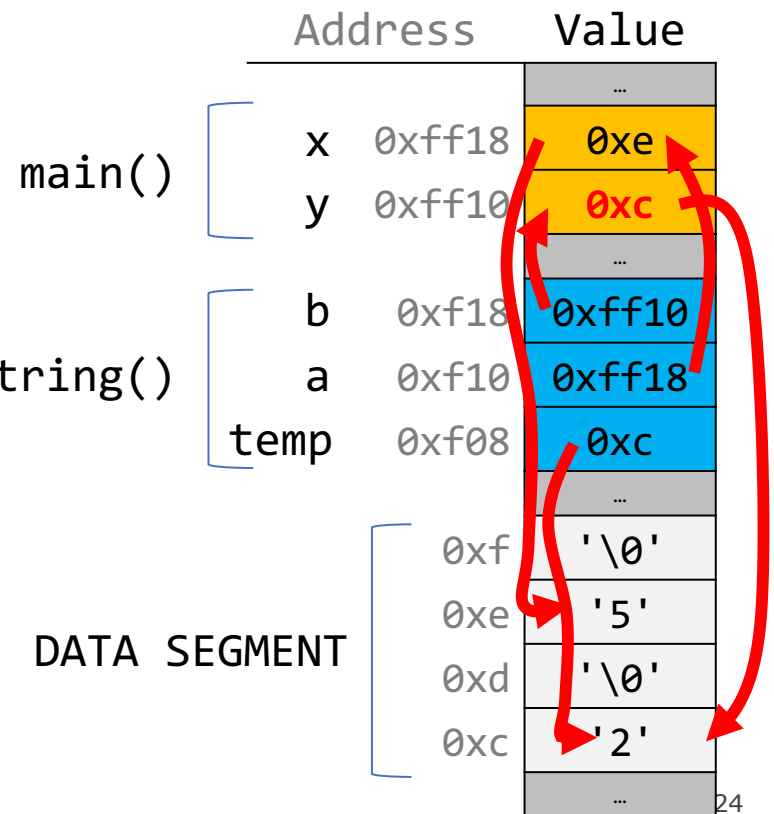 Address Value
…
main() x 0xff18 0xe
y 0xff10 0xc
…
b 0xf18 0xff10
tring() a 0xf10 0xff18
temp 0xf08 0xc
…
0xf '\0'
0xe '5'
DATA SEGMENT 0xd '\0'
0xc '2'
… 24